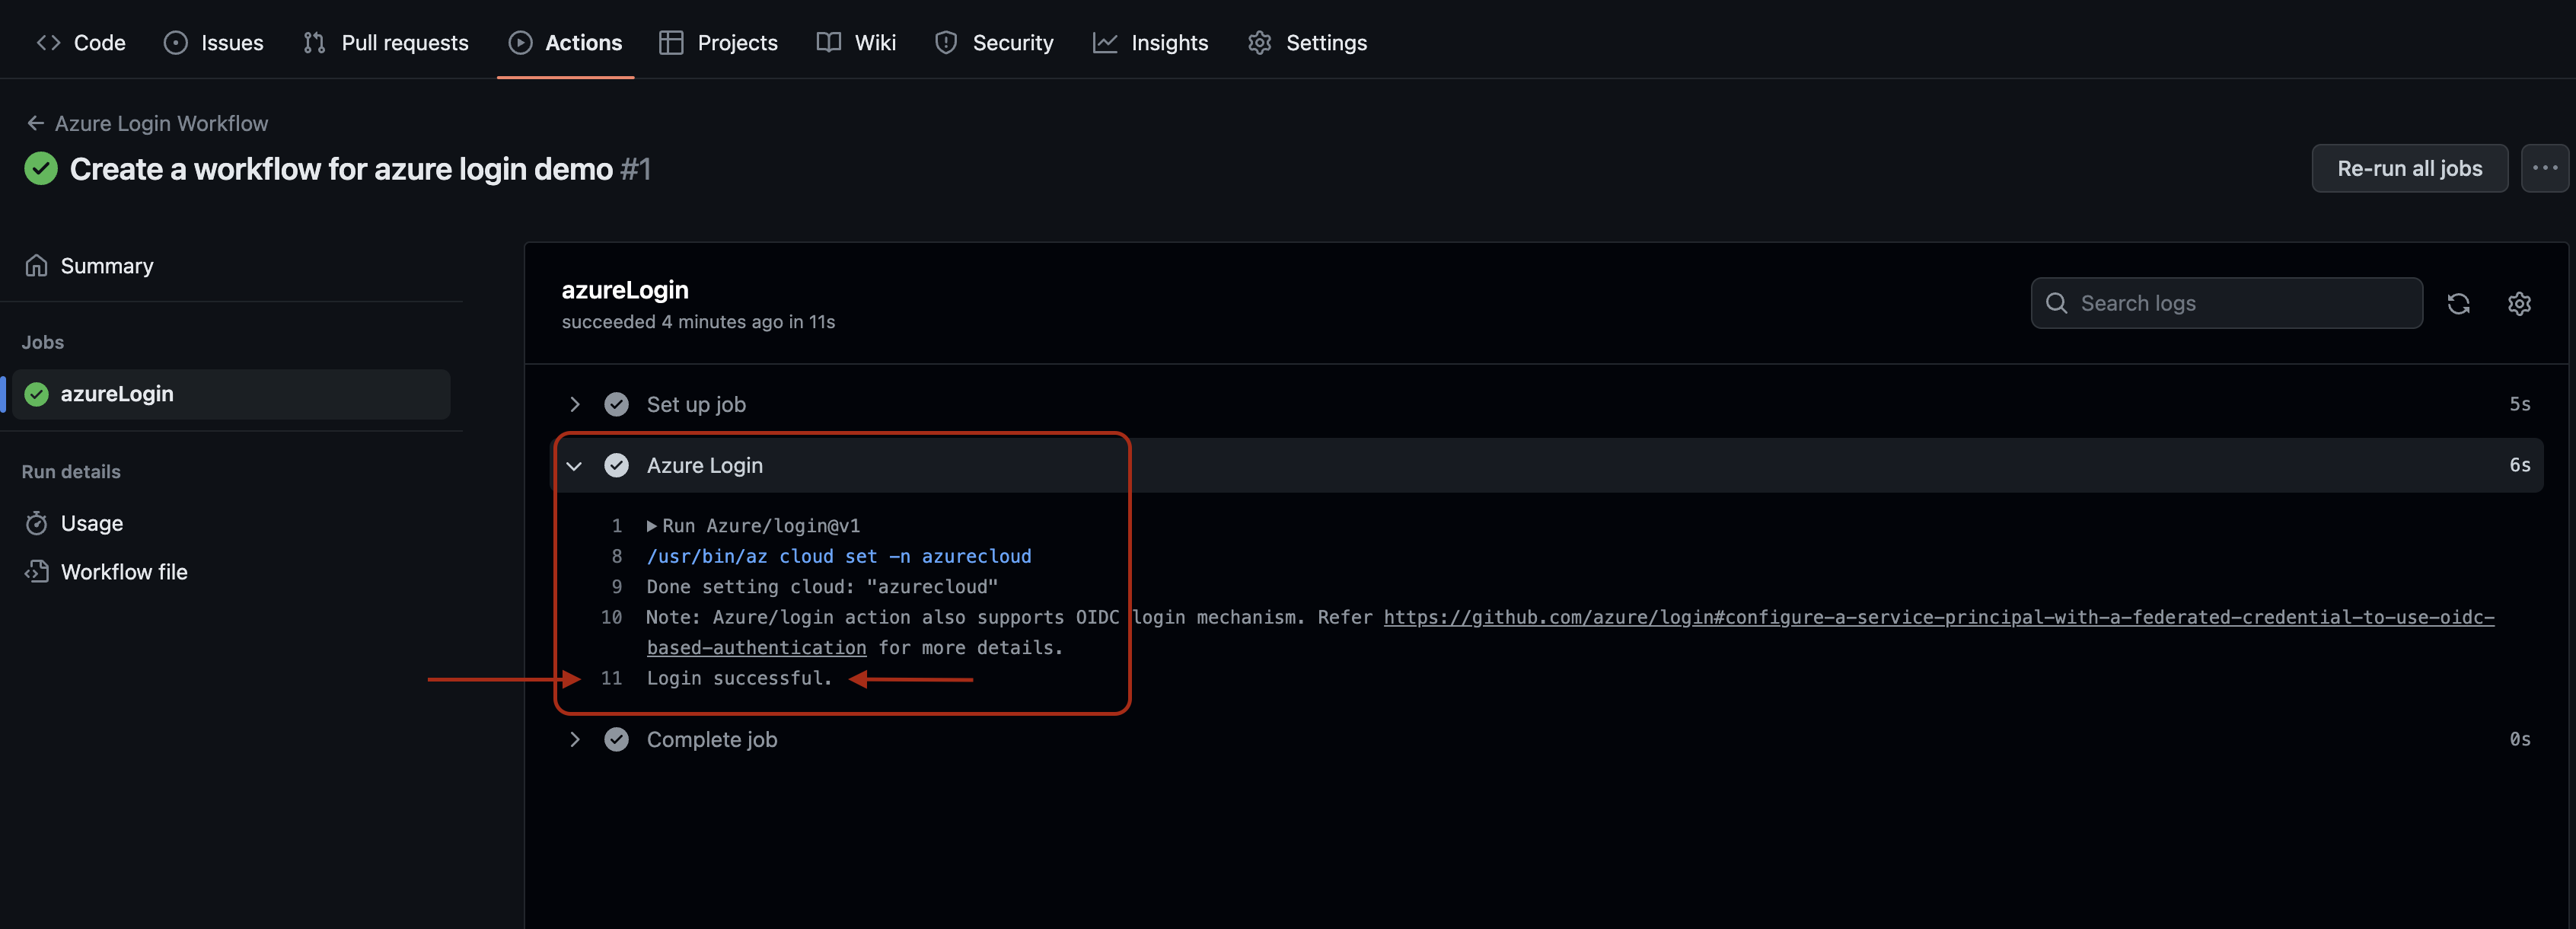 Code Issues Pull requests Actions Projects Wiki Security Insights Settings
Azure Login Workflow
Create a workflow for azure login demo #1
Re-run all jobs
Summary
Jobs
azureLogin
Run details
Usage
Workflow file
azureLogin
succeeded 4 minutes ago in 11s
Search logs
Set up job 5s
Azure Login 6s
1 Run Azure/login@v1
8 /usr/bin/az cloud set -n azurecloud
9 Done setting cloud: "azurecloud"
10 Note: Azure/login action also supports OIDC login mechanism. Refer https://github.com/azure/login#configure-a-service-principal-with-a-federated-credential-to-use-oidc-
based-authentication for more details.
11 Login successful.
Complete job 0s